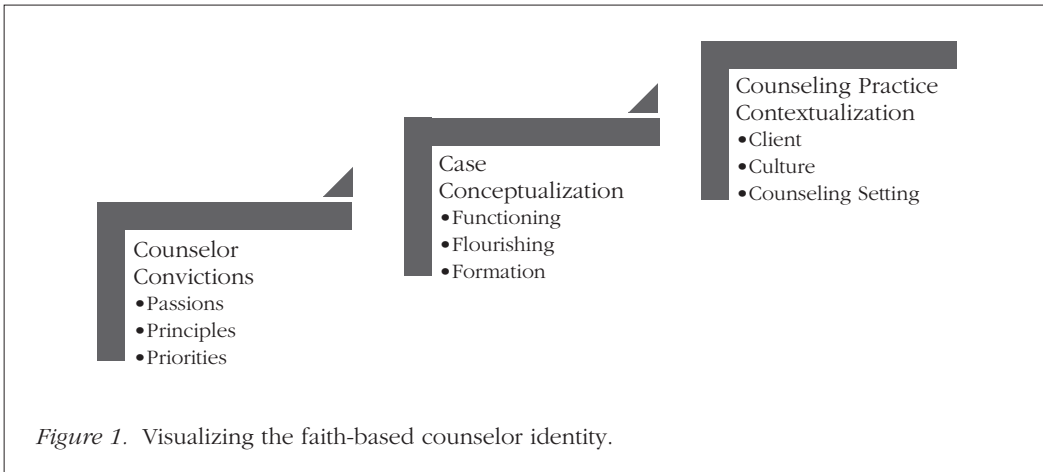 Counselor
Convictions
•Passions
•Principles
•Priorities
Case
Conceptualization
•Functioning
•Flourishing
•Formation
Counseling Practice
Contextualization
•Client
•Culture
•Counseling Setting
Figure 1. Visualizing the faith-based counselor identity.